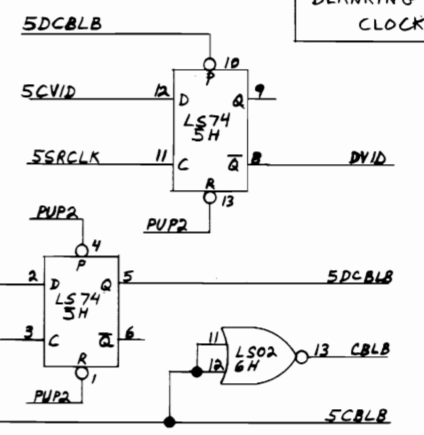 CLOCK
5DCBLB
10
P
5CVID 12 D Q 9
LS74
5H
5SRCLK 11 C Q 8 DVID
R
13
PUP2
PUP2
4
P
2 D Q 5 5DCBLB
LS74
5H
3 C Q 6
R
1
PUP2
11
12
LS02
6H
13 CBLB
5CBLB